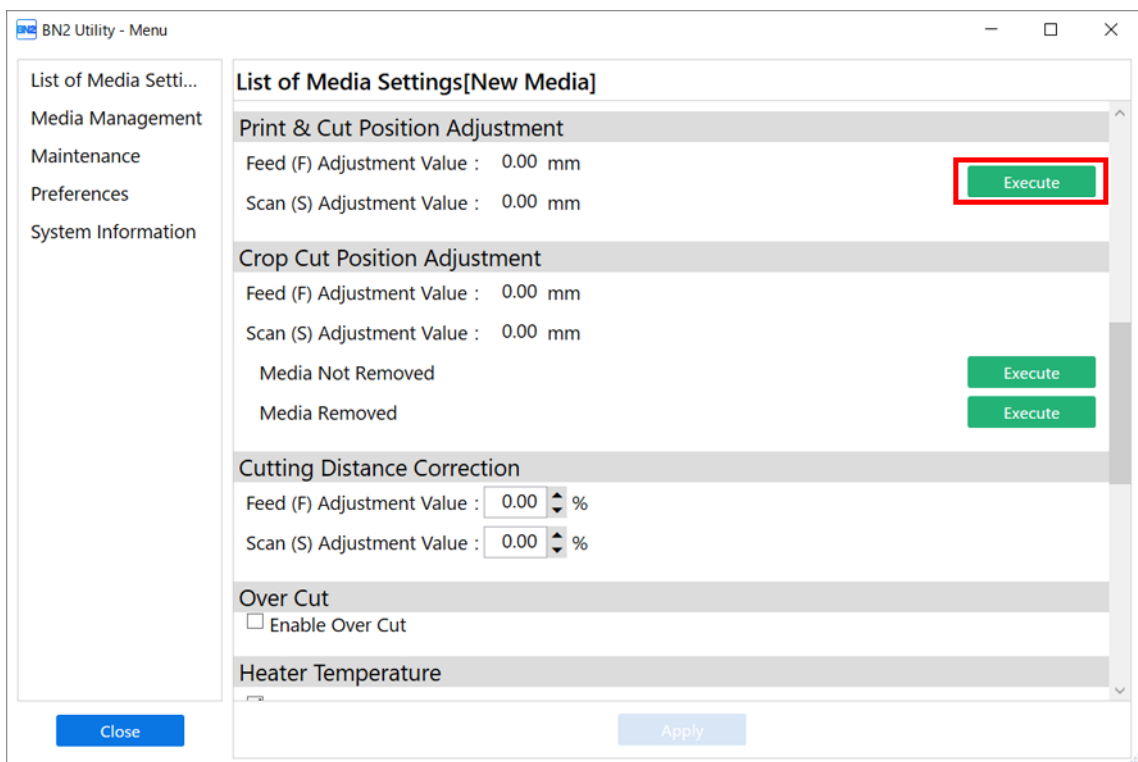 BN2 BN2 Utility - Menu
List of Media Setti...
Media Management
Maintenance
Preferences
System Information
List of Media Settings[New Media]
Print & Cut Position Adjustment
Feed (F) Adjustment Value : 0.00 mm
Execute
Scan (S) Adjustment Value : 0.00 mm
Crop Cut Position Adjustment
Feed (F) Adjustment Value : 0.00 mm
Scan (S) Adjustment Value : 0.00 mm
Media Not Removed Execute
Media Removed Execute
Cutting Distance Correction
Feed (F) Adjustment Value : 0.00 %
Scan (S) Adjustment Value : 0.00 %
Over Cut
Enable Over Cut
Heater Temperature
Close
Apply